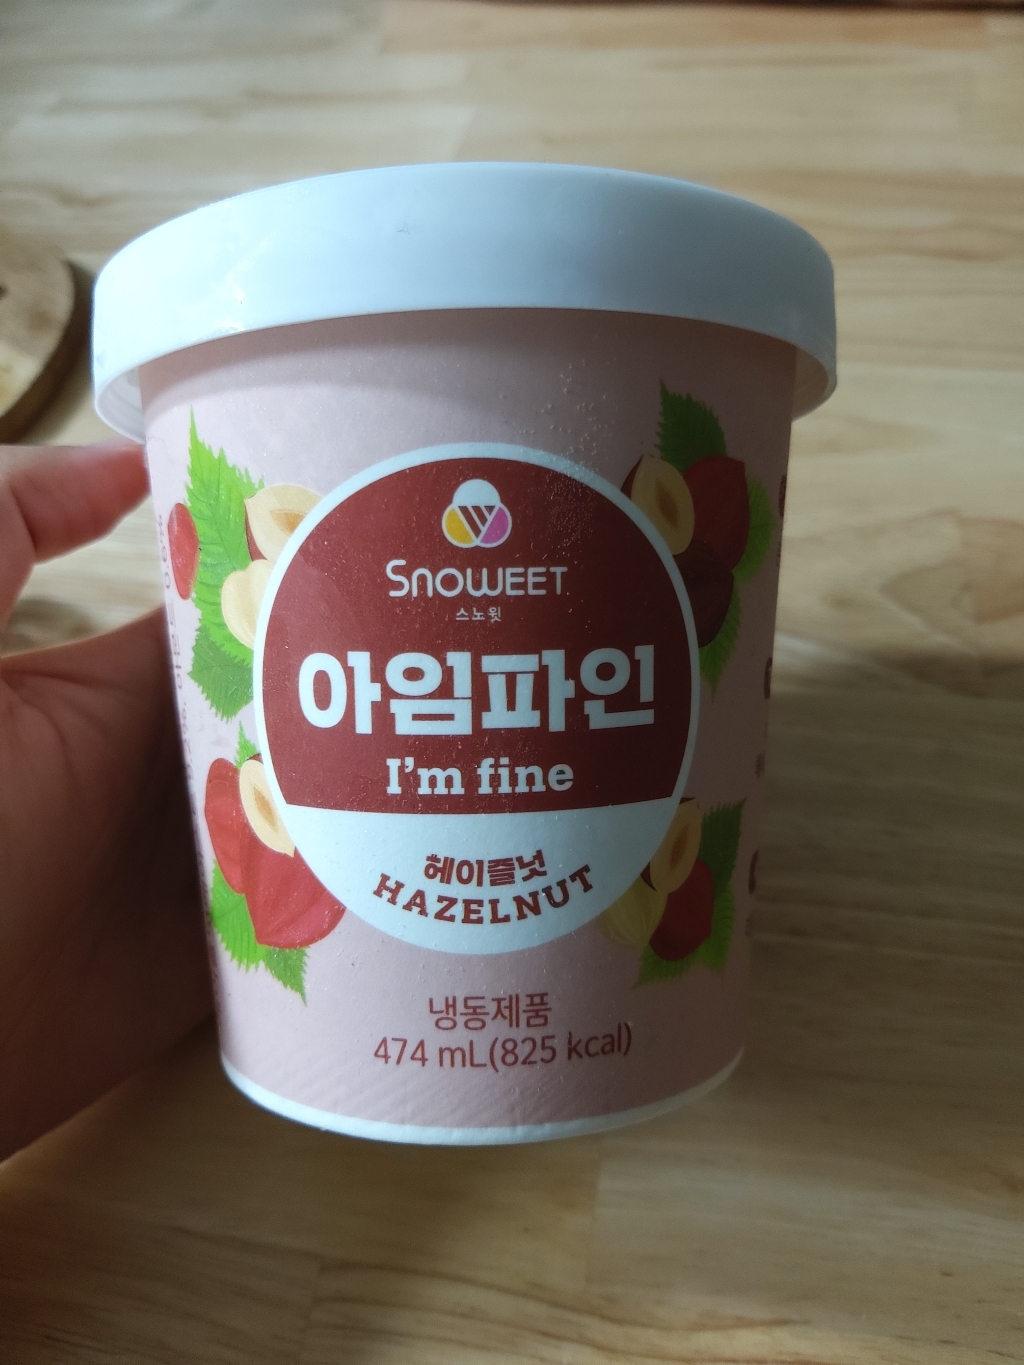 SNOWEET
스노윗
아임파인
I'm fine
헤이즐넛
HAZELNUT
냉동제품
474 mL(825 kcal)